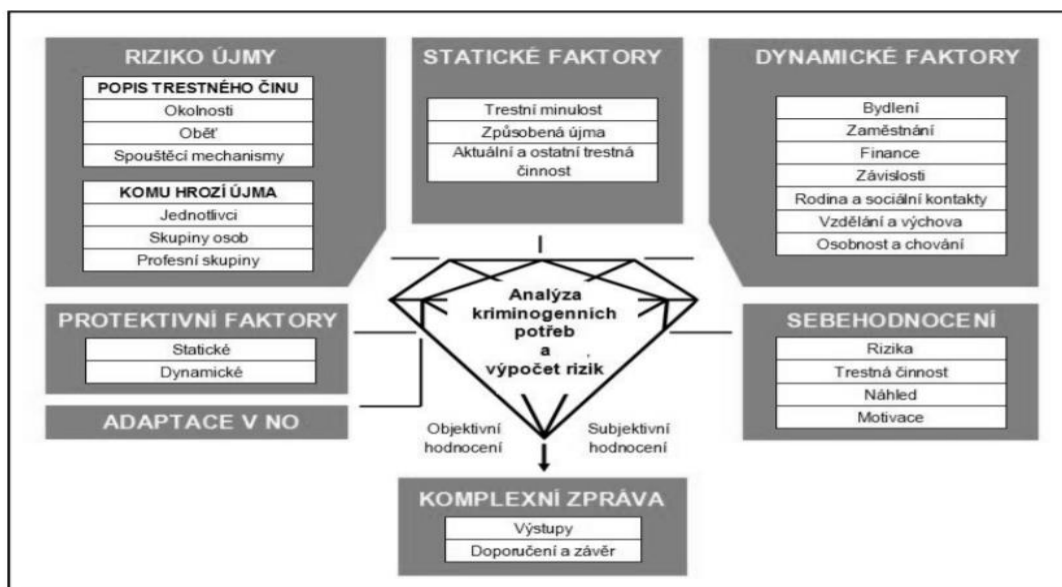 RIZIKO ÚJMY
POPIS TRESTNÉHO ČINU
Okolnosti
Oběť
Spouštěcí mechanismy
KOMU HROZÍ ÚJMA
Jednotlivci
Skupiny osob
Profesní skupiny
STATICKÉ FAKTORY
Trestní minulost
Způsobená újma
Aktuální a ostatní trestná
činnost
DYNAMICKÉ FAKTORY
Bydlení
Zaměstnání
Finance
Závislosti
Rodina a sociální kontakty
Vzdělání a výchova
Osobnost a chování
PROTEKTIVNÍ FAKTORY
Statické
Dynamické
ADAPTACE V NO
Analýza
kriminogenních
potřeb
a
výpočet rizik
SEBEHODNOCENÍ
Rizika
Trestná činnost
Náhled
Motivace
Objektivní
hodnocení
Subjektivní
hodnocení
KOMPLEXNÍ ZPRÁVA
Výstupy
Doporučení a závěr